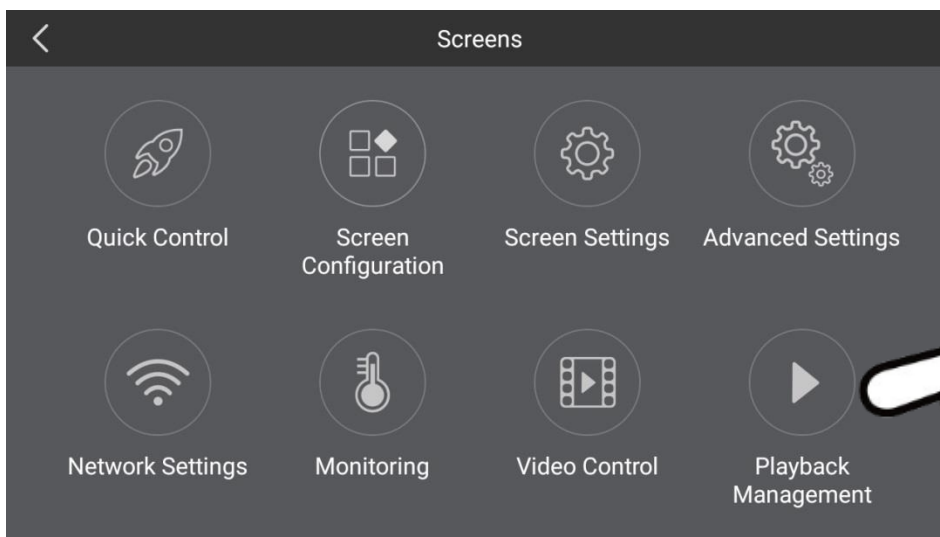 Screens
Quick Control
Screen
Configuration
Screen Settings
Advanced Settings
Network Settings
Monitoring
Video Control
Playback
Management